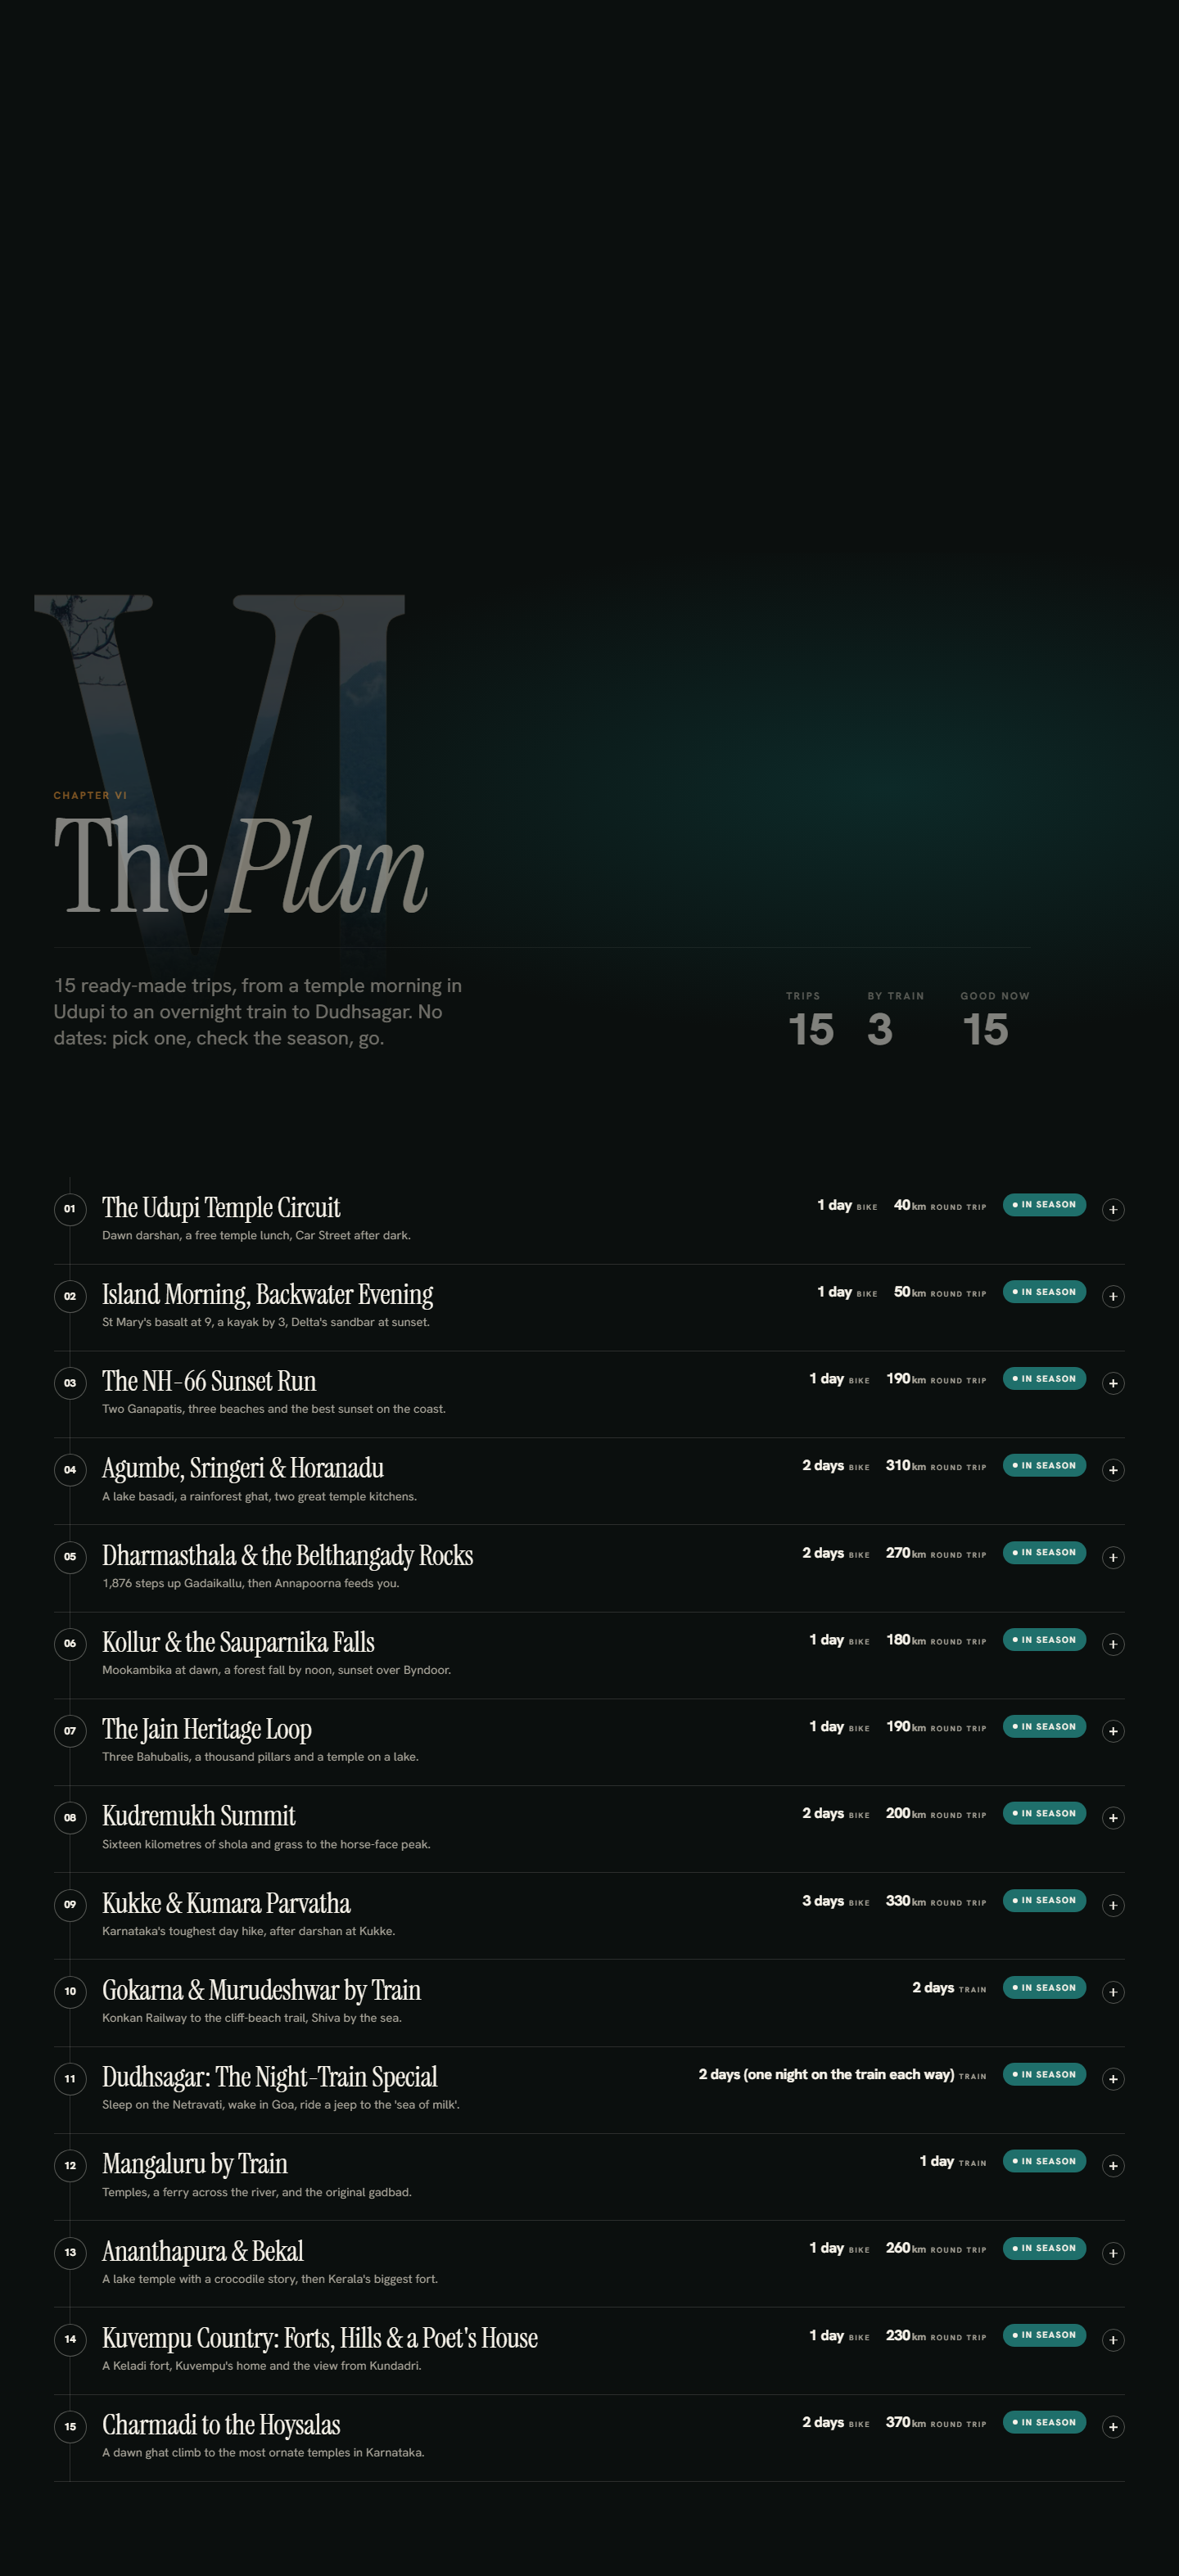 VI
CHAPTER VI
The Plan
15 ready-made trips, from a temple morning in
Udupi to an overnight train to Dudhsagar. No
dates: pick one, check the season, go.
TRIPS BY TRAIN GOOD NOW
15 3 15
01 The Udupi Temple Circuit 1 day BIKE 40km ROUND TRIP IN SEASON +
Dawn darshan, a free temple lunch, Car Street after dark.
02 Island Morning, Backwater Evening 1 day BIKE 50km ROUND TRIP IN SEASON +
St Mary's basalt at 9, a kayak by 3, Delta's sandbar at sunset.
03 The NH-66 Sunset Run 1 day BIKE 190km ROUND TRIP IN SEASON +
Two Ganapatis, three beaches and the best sunset on the coast.
04 Agumbe, Sringeri & Horanadu 2 days BIKE 310km ROUND TRIP IN SEASON +
A lake basadi, a rainforest ghat, two great temple kitchens.
05 Dharmasthala & the Belthangady Rocks 2 days BIKE 270km ROUND TRIP IN SEASON +
1,876 steps up Gadaikallu, then Annapoorna feeds you.
06 Kollur & the Sauparnika Falls 1 day BIKE 180km ROUND TRIP IN SEASON +
Mookambika at dawn, a forest fall by noon, sunset over Byndoor.
07 The Jain Heritage Loop 1 day BIKE 190km ROUND TRIP IN SEASON +
Three Bahubalis, a thousand pillars and a temple on a lake.
08 Kudremukh Summit 2 days BIKE 200km ROUND TRIP IN SEASON +
Sixteen kilometres of shola and grass to the horse-face peak.
09 Kukke & Kumara Parvatha 3 days BIKE 330km ROUND TRIP IN SEASON +
Karnataka's toughest day hike, after darshan at Kukke.
10 Gokarna & Murudeshwar by Train 2 days TRAIN IN SEASON +
Konkan Railway to the cliff-beach trail, Shiva by the sea.
11 Dudhsagar: The Night-Train Special 2 days (one night on the train each way) TRAIN IN SEASON +
Sleep on the Netravati, wake in Goa, ride a jeep to the 'sea of milk'.
12 Mangaluru by Train 1 day TRAIN IN SEASON +
Temples, a ferry across the river, and the original gadbad.
13 Ananthapura & Bekal 1 day BIKE 260km ROUND TRIP IN SEASON +
A lake temple with a crocodile story, then Kerala's biggest fort.
14 Kuvempu Country: Forts, Hills & a Poet's House 1 day BIKE 230km ROUND TRIP IN SEASON +
A Keladi fort, Kuvempu's home and the view from Kundadri.
15 Charmadi to the Hoysalas 2 days BIKE 370km ROUND TRIP IN SEASON +
A dawn ghat climb to the most ornate temples in Karnataka.